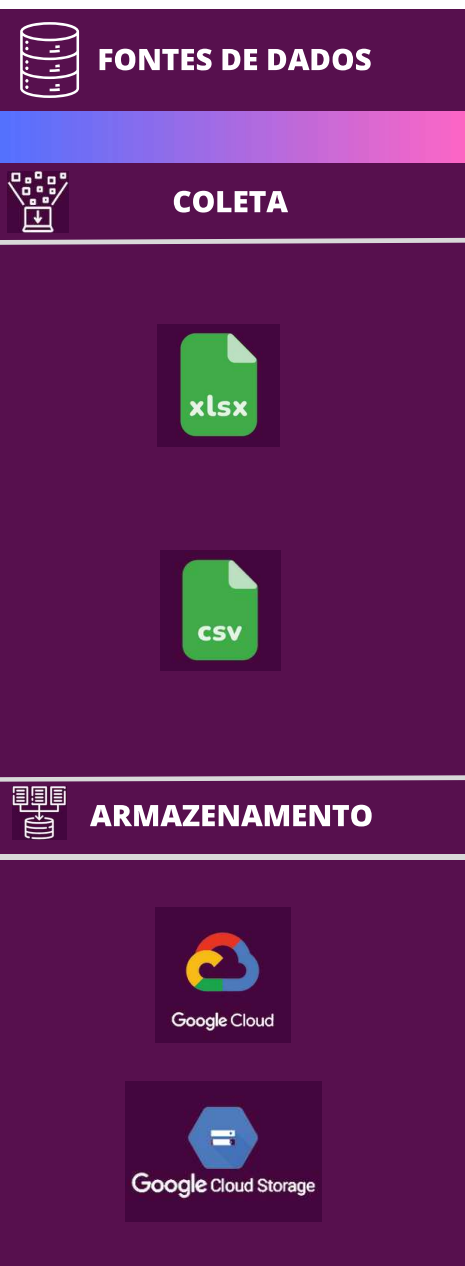 FONTES DE DADOS
COLETA
xlsx
csv
ARMAZENAMENTO
Google Cloud
Google Cloud Storage